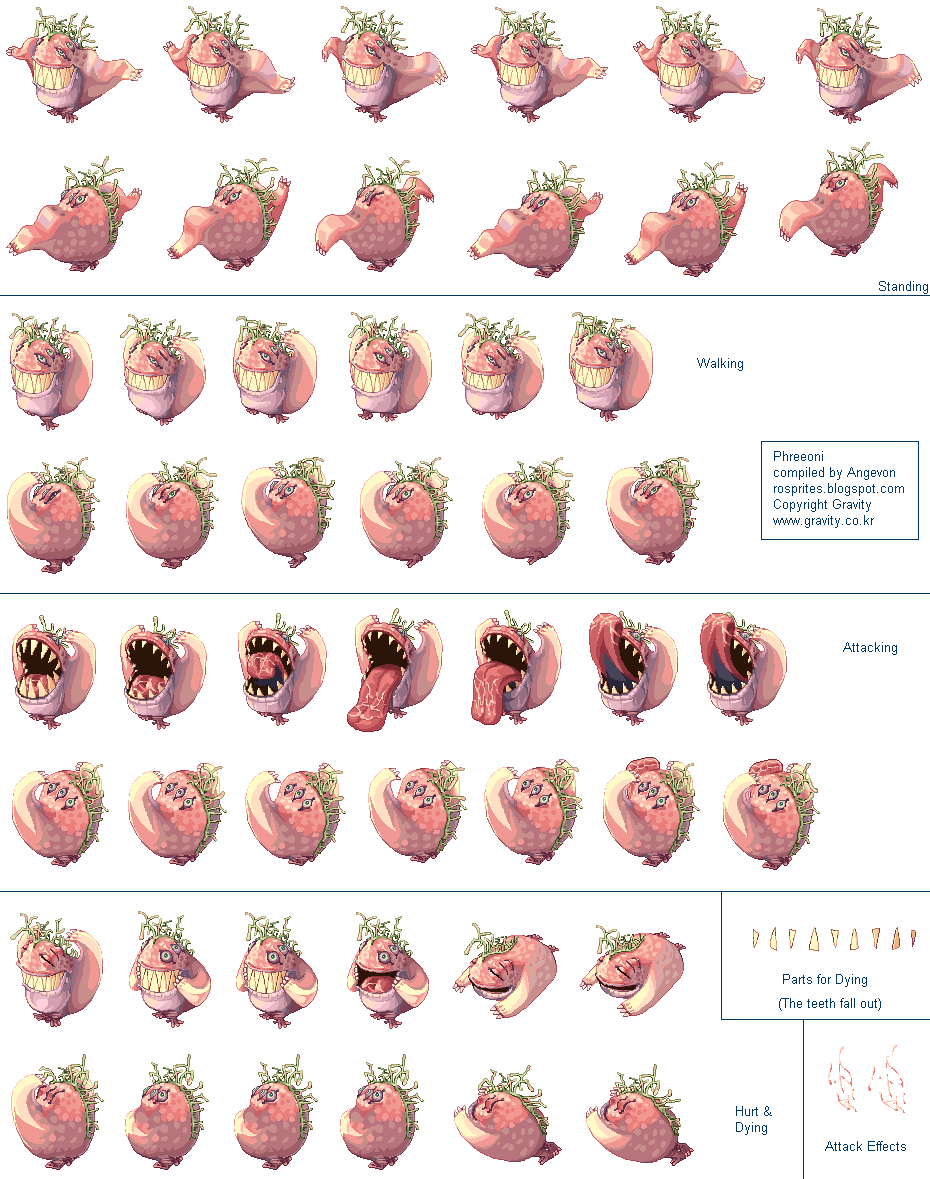 Standing
Walking
Phreeoni
compiled by Angevon
rosprites.blogspot.com
Copyright Gravity
www.gravity.co.kr
Attacking
Parts for Dying
(The teeth fall out)
Hurt &
Dying
Attack Effects